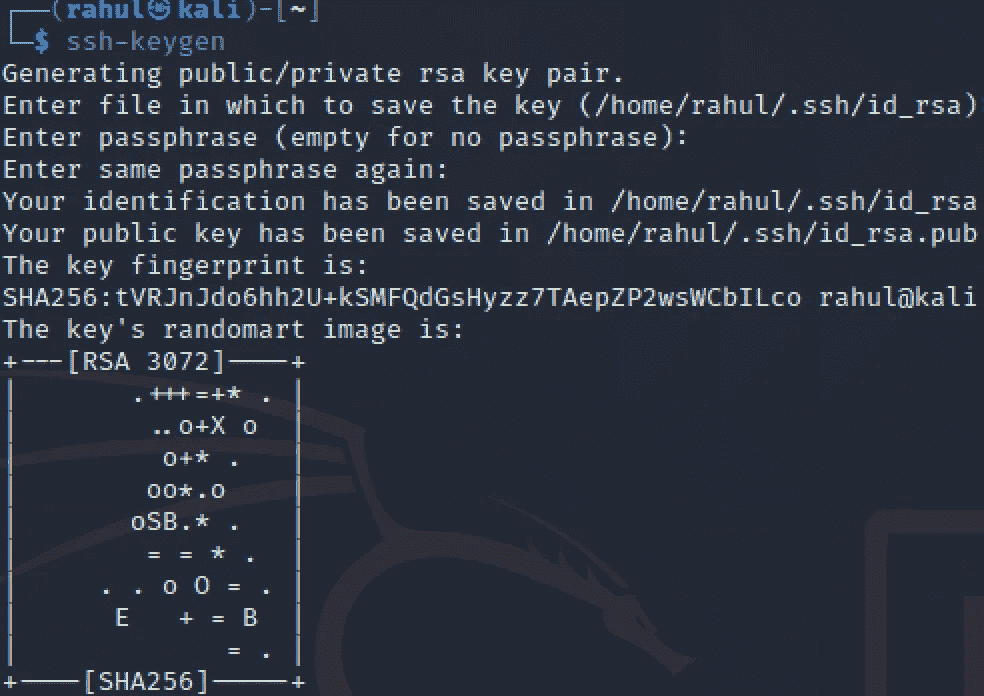 ┌──(rahul㉿kali)-[~]
└─$ ssh-keygen
Generating public/private rsa key pair.
Enter file in which to save the key (/home/rahul/.ssh/id_rsa)
Enter passphrase (empty for no passphrase):
Enter same passphrase again:
Your identification has been saved in /home/rahul/.ssh/id_rsa
Your public key has been saved in /home/rahul/.ssh/id_rsa.pub
The key fingerprint is:
SHA256:tVRJnJdo6hh2U+kSMFQdGsHyzz7TAepZP2wsWCbILco rahul@kali
The key's randomart image is:
+---[RSA 3072]----+
|       .+++=+* . |
|        ..o+X o  |
|         o+* .   |
|        oo*.o    |
|       oSB.* .   |
|        = = * .  |
|     . . o O = . |
|      E   + = B  |
|             = . |
+----[SHA256]-----+